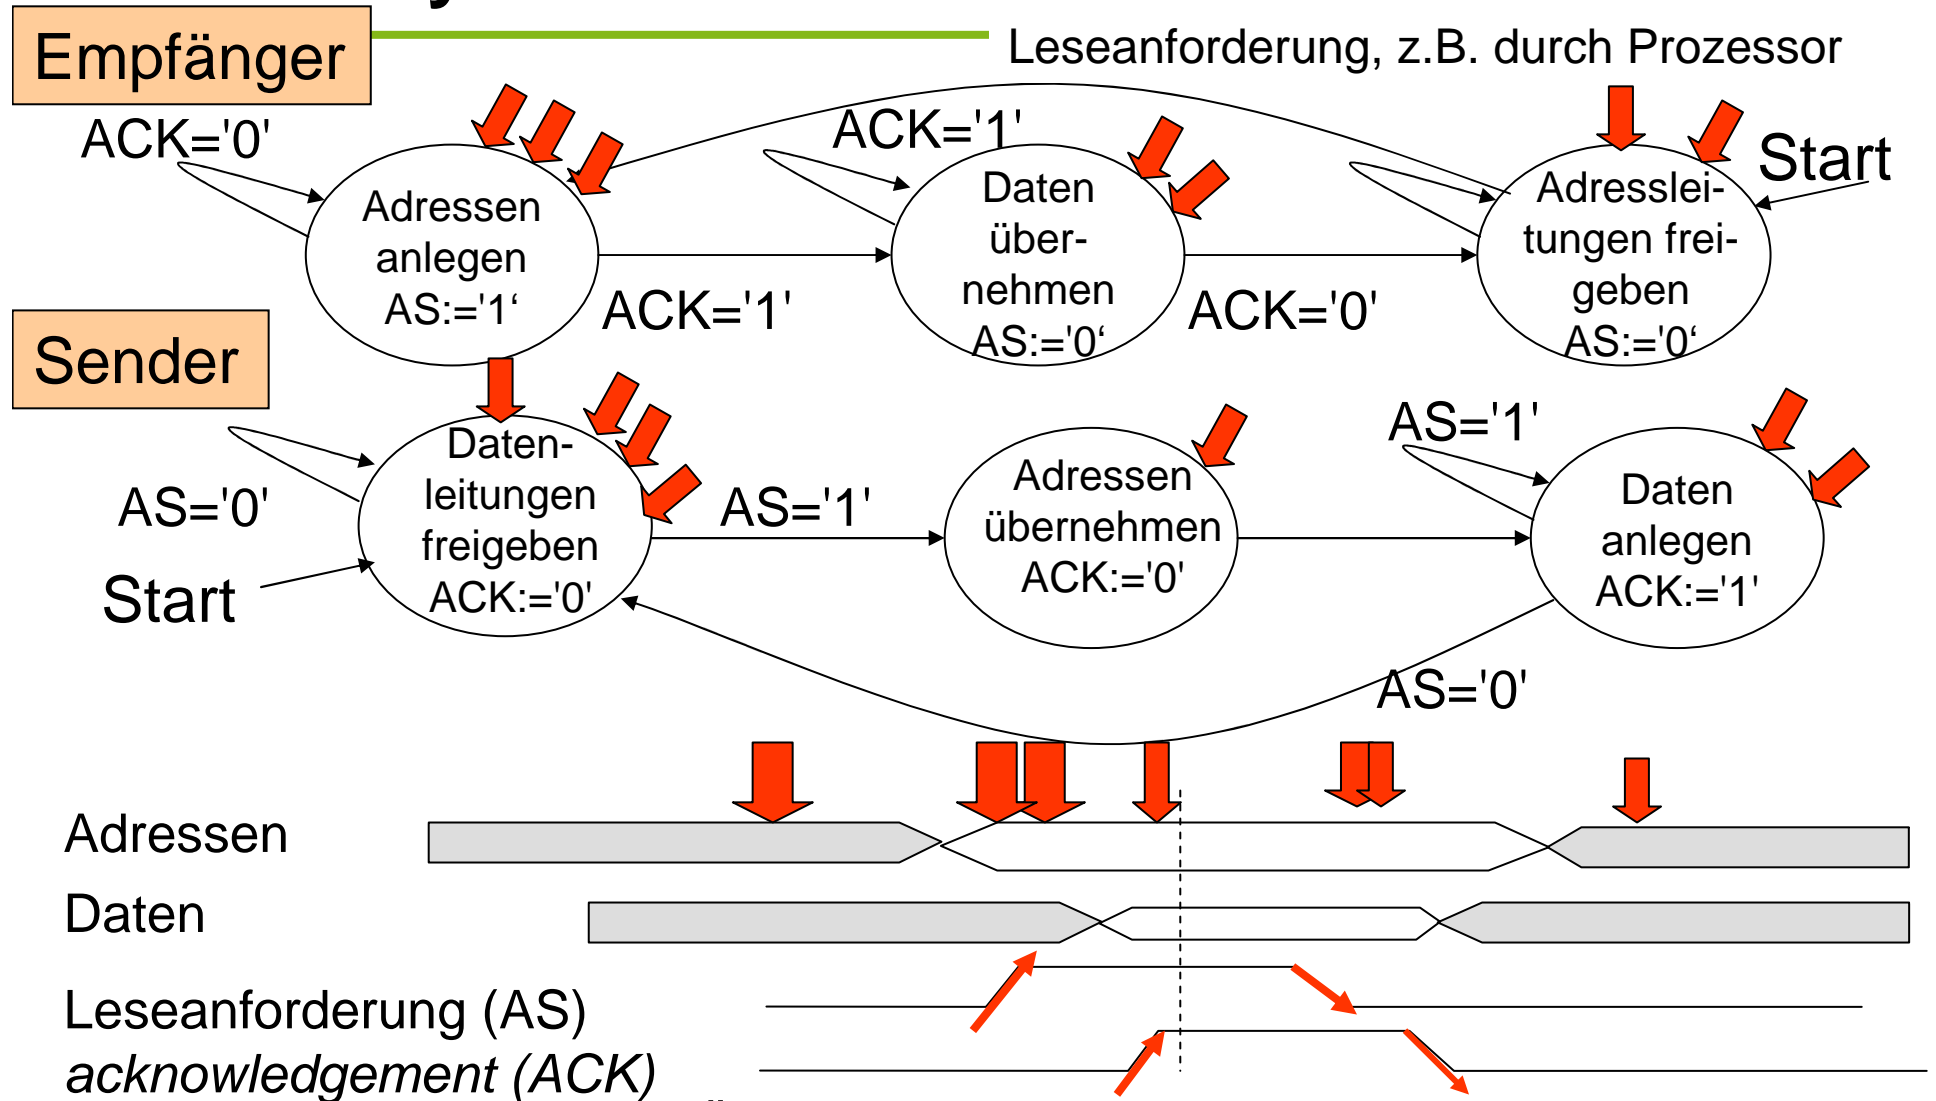 Empfänger
Leseanforderung, z.B. durch Prozessor
ACK='0'
ACK='1'
Start
Adressen
anlegen
AS:='1‘
Daten
über-
nehmen
AS:='0‘
Adresslei-
tungen frei-
geben
AS:='0‘
ACK='1'
ACK='0'
Sender
AS='0'
Start
Daten-
leitungen
freigeben
ACK:='0'
AS='1'
Adressen
übernehmen
ACK:='0'
AS='1'
Daten
anlegen
ACK:='1'
AS='0'
Adressen
Daten
Leseanforderung (AS)
acknowledgement (ACK)